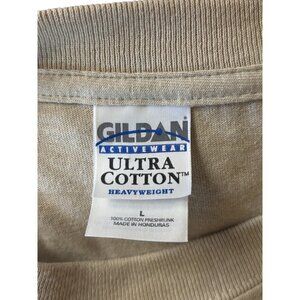 GILDAN
ACTIVEWEAR
ULTRA
COTTON™
HEAVYWEIGHT
L
100% COTTON PRESHRUNK
MADE IN HONDURAS